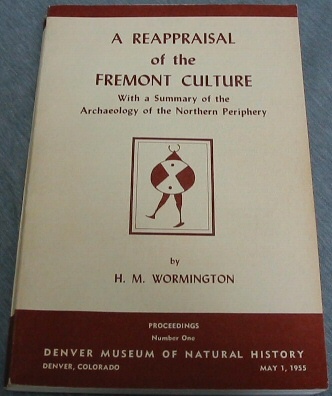 A REAPPRAISAL
of the
FREMONT CULTURE
With a Summary of the
Archaeology of the Northern Periphery
by
H. M. WORMINGTON
PROCEEDINGS
Number One
DENVER MUSEUM OF NATURAL HISTORY
DENVER, COLORADO MAY 1, 1955